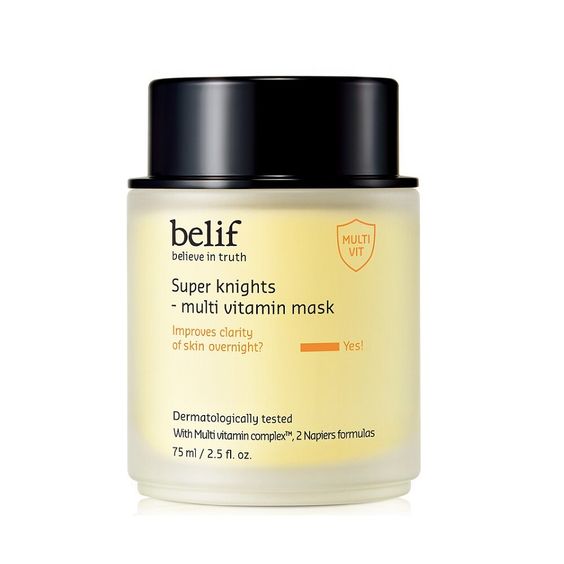 belif
believe in truth
MULTI
VIT
Super knights
- multi vitamin mask
Improves clarity
of skin overnight?
Yes!
Dermatologically tested
With Multi vitamin complex™, 2 Napiers formulas
75 ml / 2.5 fl. oz.